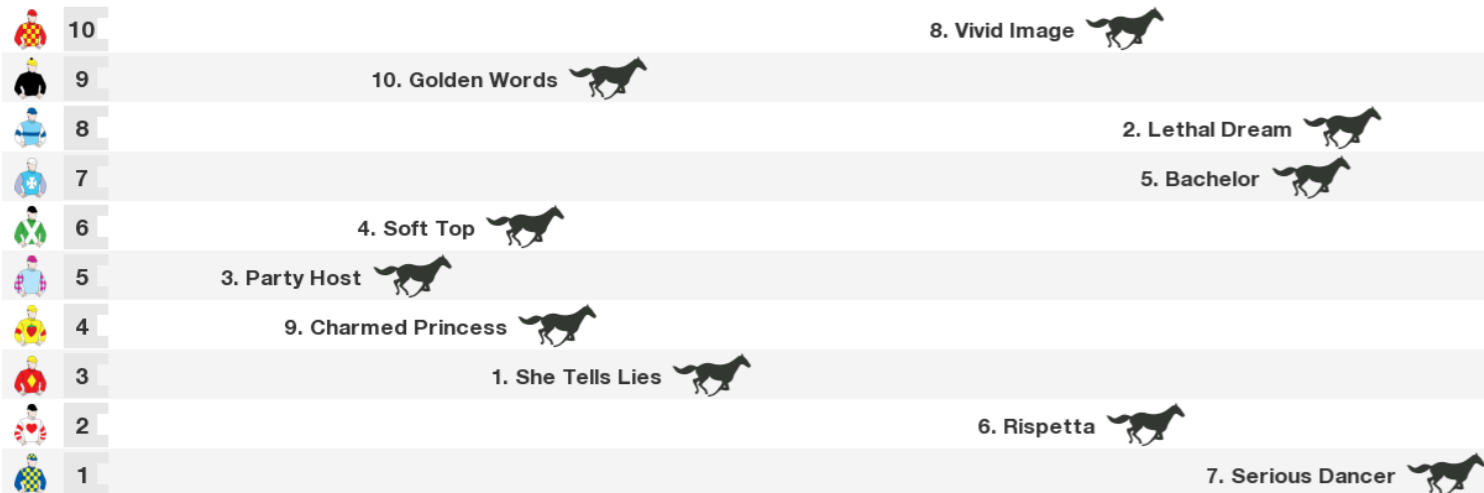 10 8. Vivid Image
9 10. Golden Words
8 2. Lethal Dream
7 5. Bachelor
6 4. Soft Top
5 3. Party Host
4 9. Charmed Princess
3 1. She Tells Lies
2 6. Rispetta
1 7. Serious Dancer